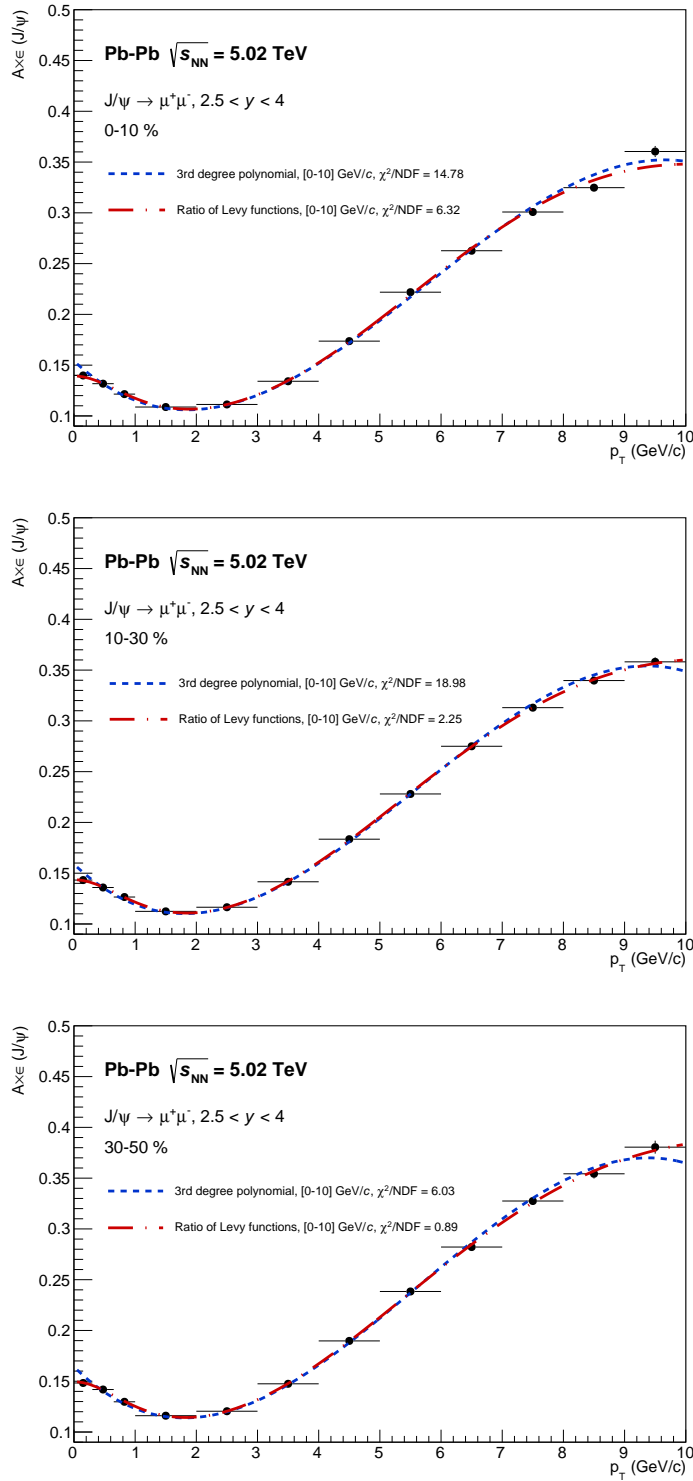 A×ϵ (J/ψ)
0.5
0.45
0.4
0.35
0.3
0.25
0.2
0.15
0.1
Pb-Pb √s_NN = 5.02 TeV
J/ψ → μ⁺μ⁻, 2.5 < y < 4
0-10 %
3rd degree polynomial, [0-10] GeV/c, χ²/NDF = 14.78
Ratio of Levy functions, [0-10] GeV/c, χ²/NDF = 6.32
0 1 2 3 4 5 6 7 8 9 10
p_T (GeV/c)
A×ϵ (J/ψ)
0.5
0.45
0.4
0.35
0.3
0.25
0.2
0.15
0.1
Pb-Pb √s_NN = 5.02 TeV
J/ψ → μ⁺μ⁻, 2.5 < y < 4
10-30 %
3rd degree polynomial, [0-10] GeV/c, χ²/NDF = 18.98
Ratio of Levy functions, [0-10] GeV/c, χ²/NDF = 2.25
0 1 2 3 4 5 6 7 8 9 10
p_T (GeV/c)
A×ϵ (J/ψ)
0.5
0.45
0.4
0.35
0.3
0.25
0.2
0.15
0.1
Pb-Pb √s_NN = 5.02 TeV
J/ψ → μ⁺μ⁻, 2.5 < y < 4
30-50 %
3rd degree polynomial, [0-10] GeV/c, χ²/NDF = 6.03
Ratio of Levy functions, [0-10] GeV/c, χ²/NDF = 0.89
0 1 2 3 4 5 6 7 8 9 10
p_T (GeV/c)